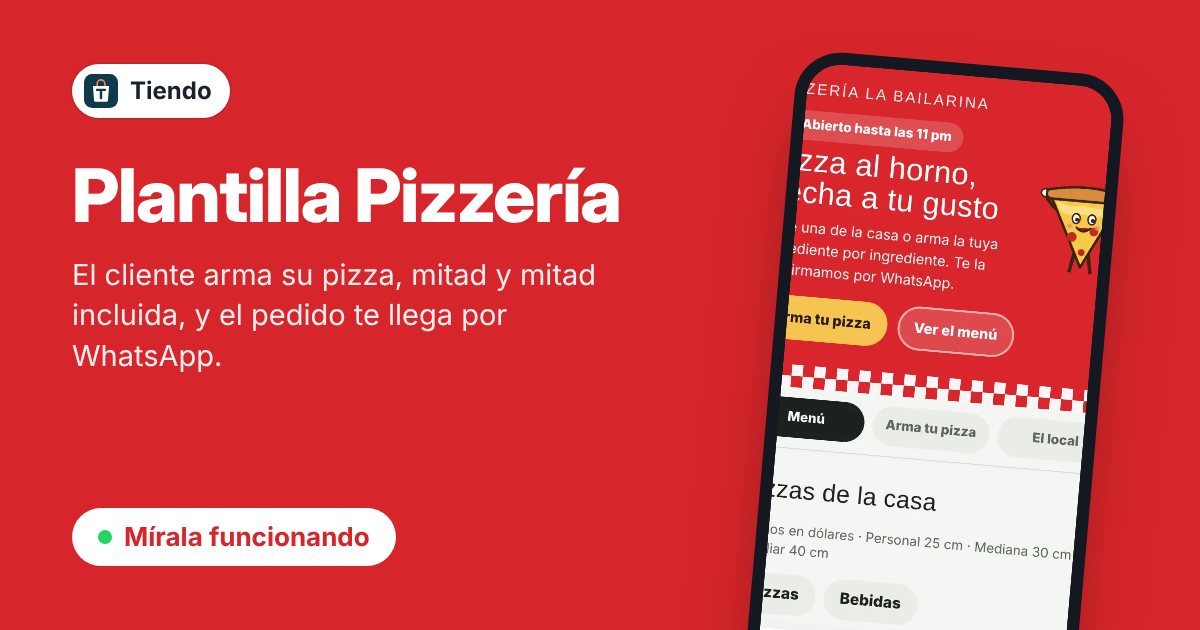 Tiendo
Plantilla Pizzería
El cliente arma su pizza, mitad y mitad
incluida, y el pedido te llega por
WhatsApp.
Mírala funcionando
ZERÍA LA BAILARINA
Abierto hasta las 11 pm
zza al horno,
echa a tu gusto
e una de la casa o arma la tuya
ediente por ingrediente. Te la
irmamos por WhatsApp.
rma tu pizza
Ver el menú
Menú
Arma tu pizza
El local
zzas de la casa
os en dólares · Personal 25 cm · Mediana 30 cm
liar 40 cm
zzas
Bebidas